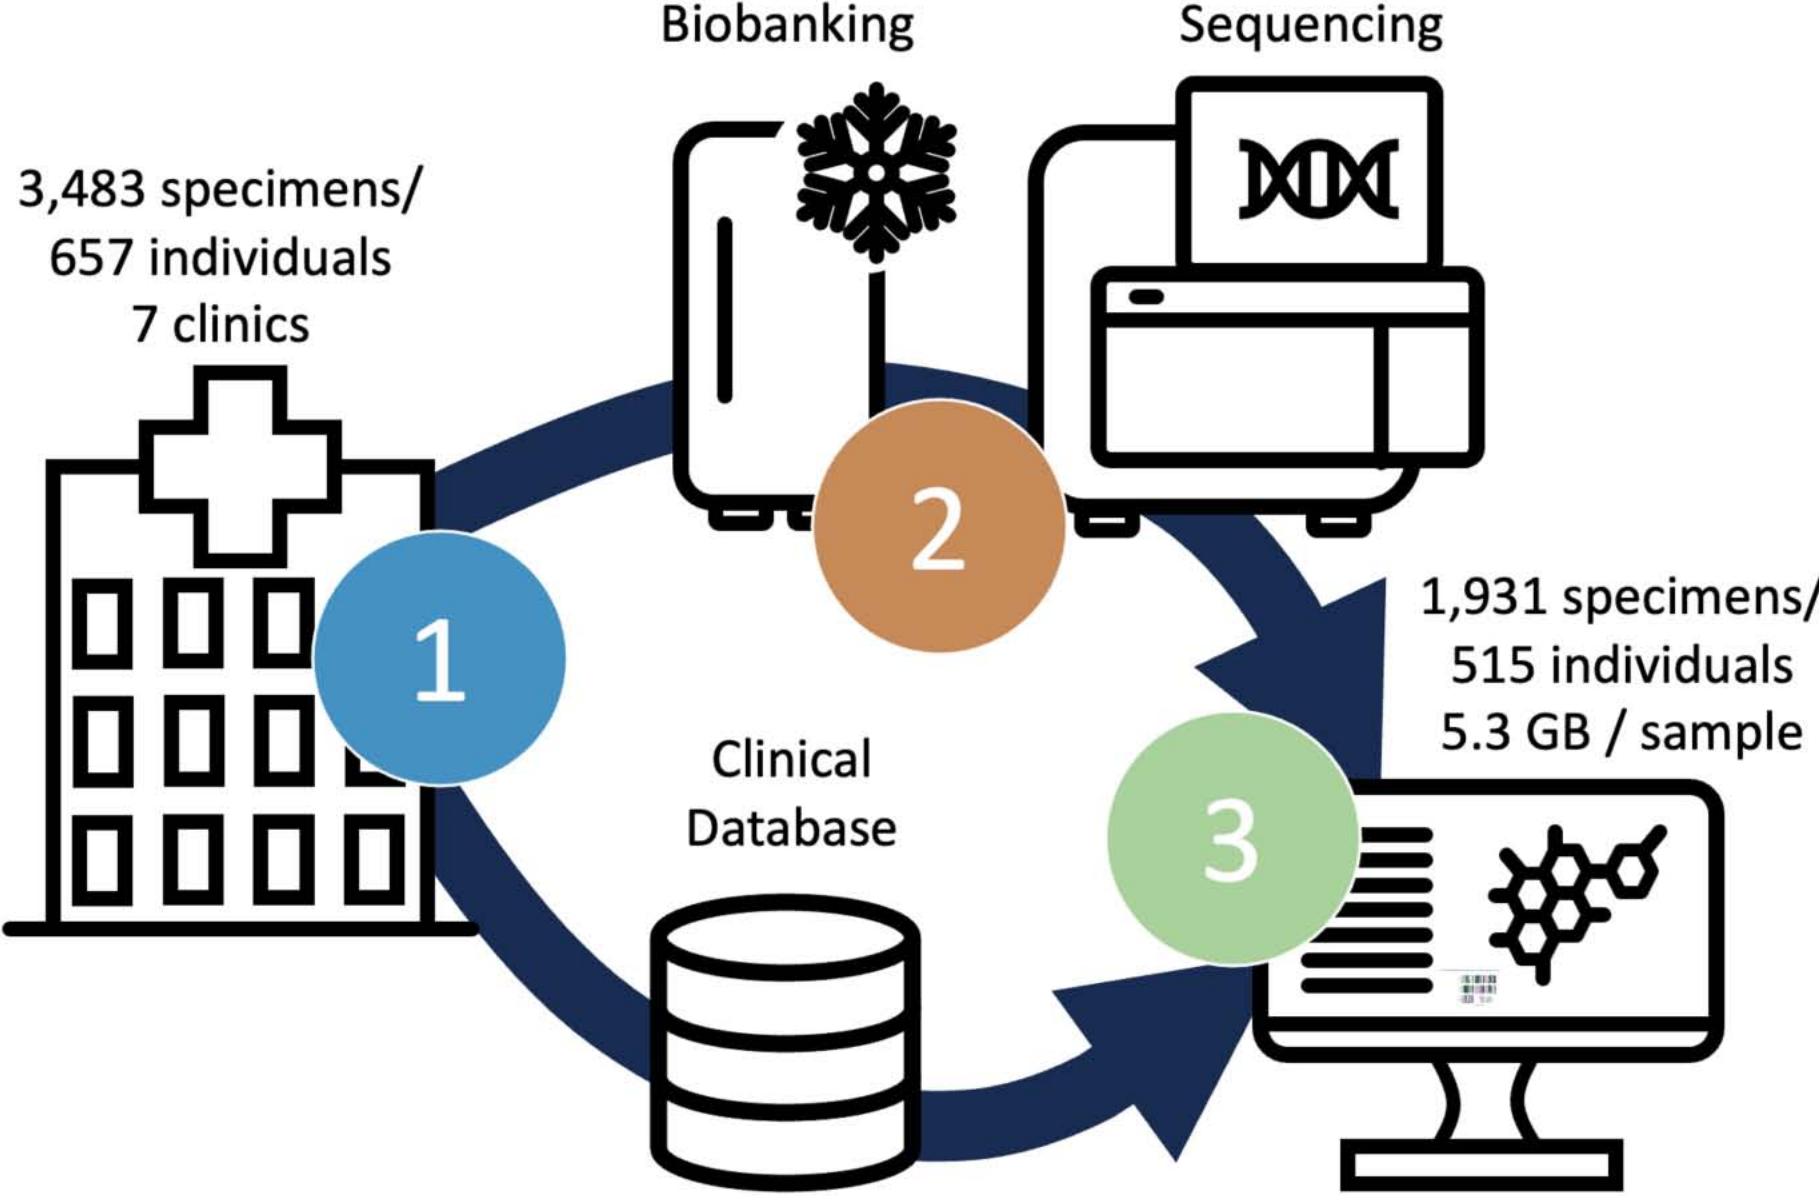 Biobanking
Sequencing
3,483 specimens/
657 individuals
7 clinics
2
1
1,931 specimens/
515 individuals
5.3 GB / sample
Clinical
Database
3